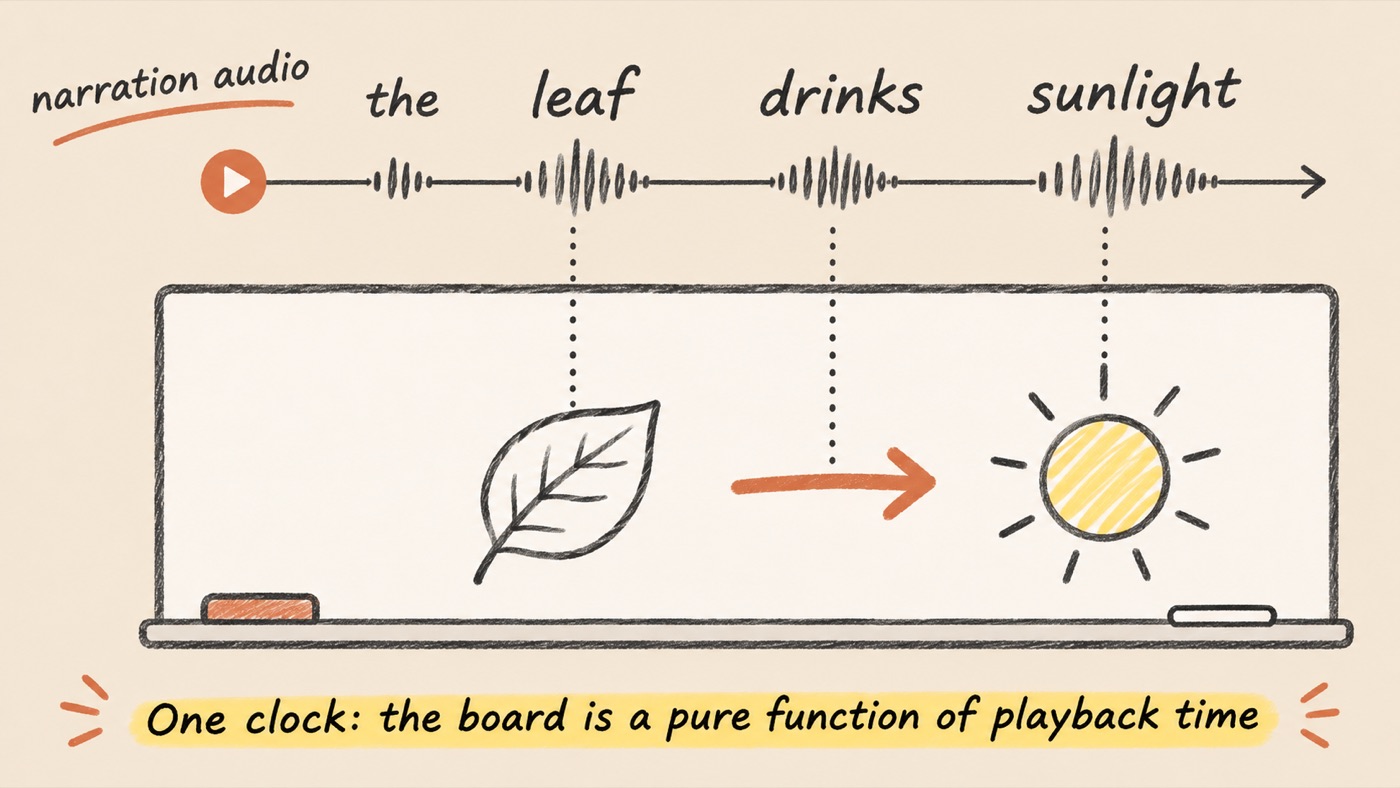 narration audio
the leaf drinks sunlight
One clock: the board is a pure function of playback time